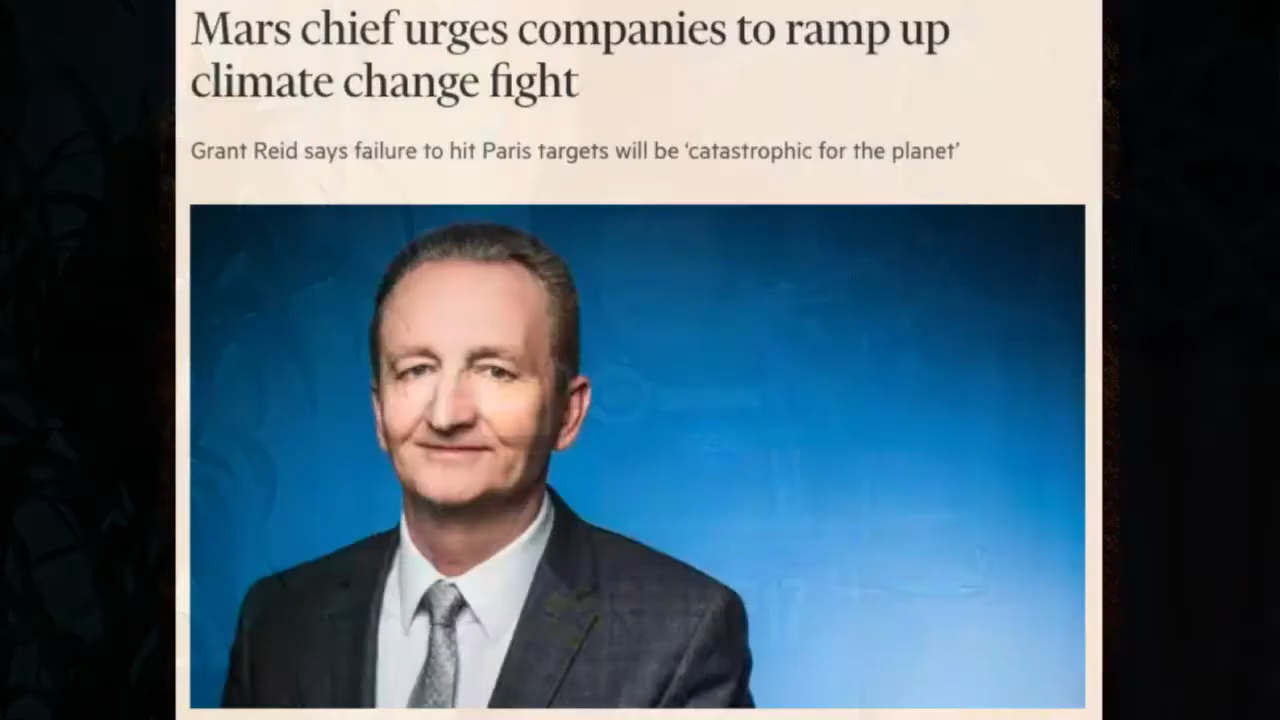 Mars chief urges companies to ramp up
climate change fight
Grant Reid says failure to hit Paris targets will be ‘catastrophic for the planet’